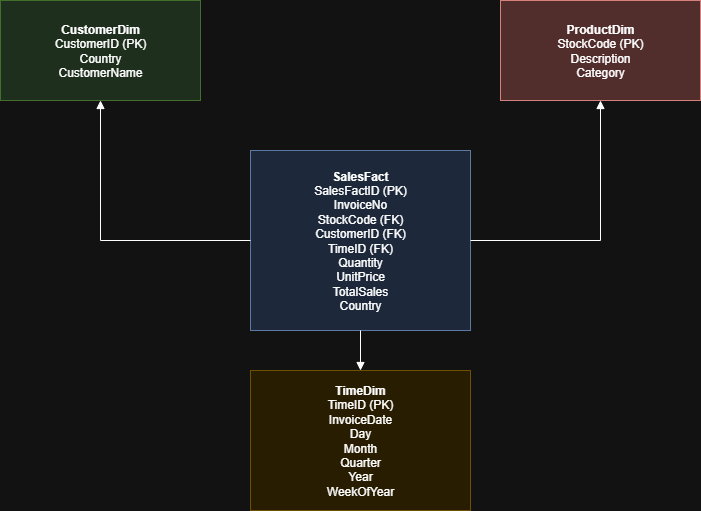 CustomerDim
CustomerID (PK)
Country
CustomerName
ProductDim
StockCode (PK)
Description
Category
SalesFact
SalesFactID (PK)
InvoiceNo
StockCode (FK)
CustomerID (FK)
TimeID (FK)
Quantity
UnitPrice
TotalSales
Country
TimeDim
TimeID (PK)
InvoiceDate
Day
Month
Quarter
Year
WeekOfYear